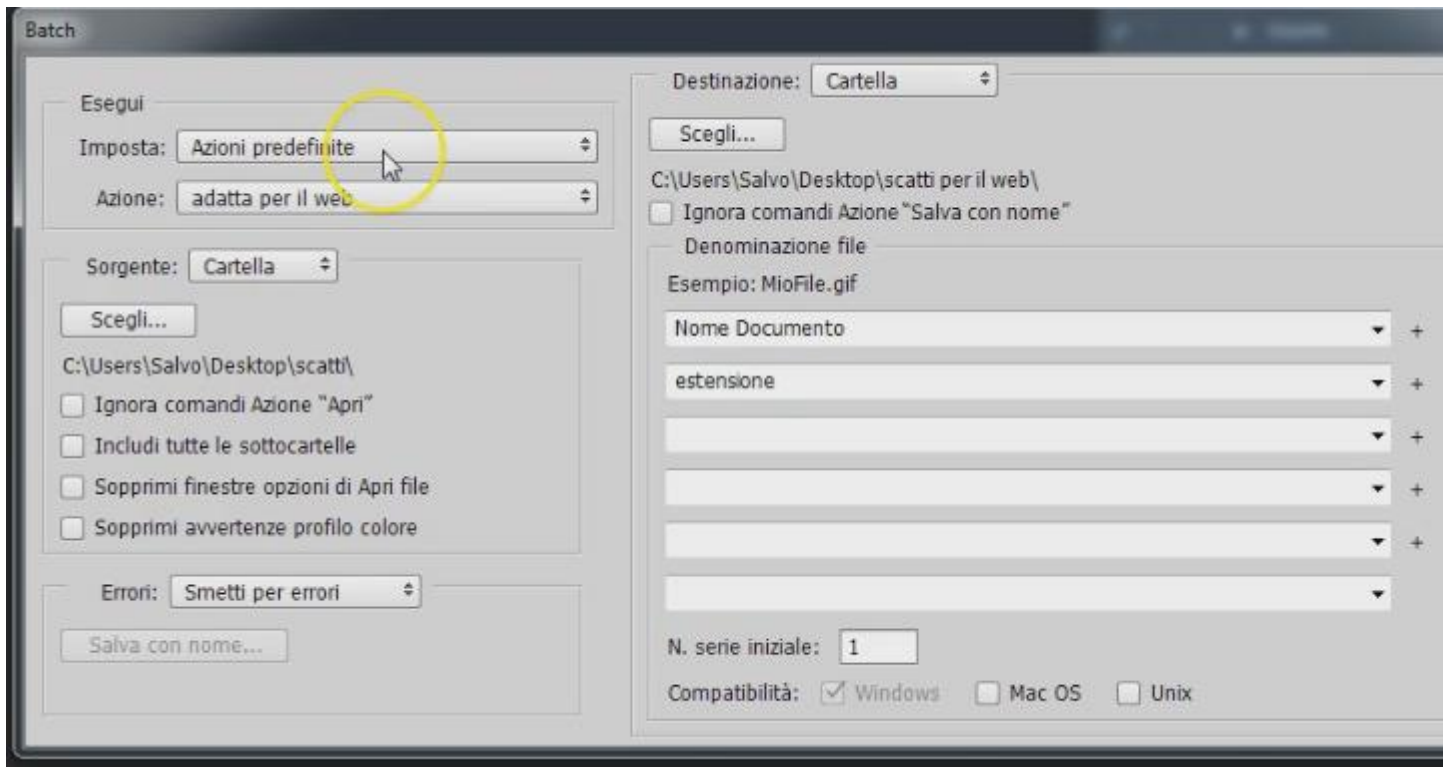 Batch
Esegui
Imposta: Azioni predefinite
Azione: adatta per il web
Sorgente: Cartella
Scegli...
C:\Users\Salvo\Desktop\scatti\
Ignora comandi Azione "Apri"
Includi tutte le sottocartelle
Sopprimi finestre opzioni di Apri file
Sopprimi avvertenze profilo colore
Errori: Smetti per errori
Salva con nome...
Destinazione: Cartella
Scegli...
C:\Users\Salvo\Desktop\scatti per il web\
Ignora comandi Azione "Salva con nome"
Denominazione file
Esempio: MioFile.gif
Nome Documento +
estensione +
+
+
+
N. serie iniziale: 1
Compatibilità: Windows Mac OS Unix